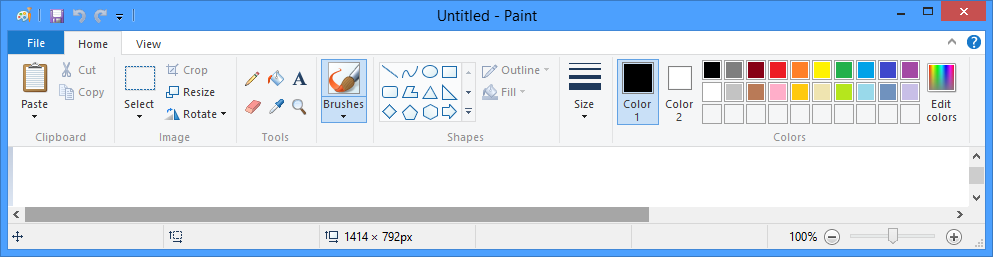 Untitled - Paint
File Home View
Paste
Cut
Copy
Clipboard
Select
Crop
Resize
Rotate
Image
A
Tools
Brushes
Outline
Fill
Shapes
Size
Color 1
Color 2
Edit colors
Colors
1414 × 792px
100%